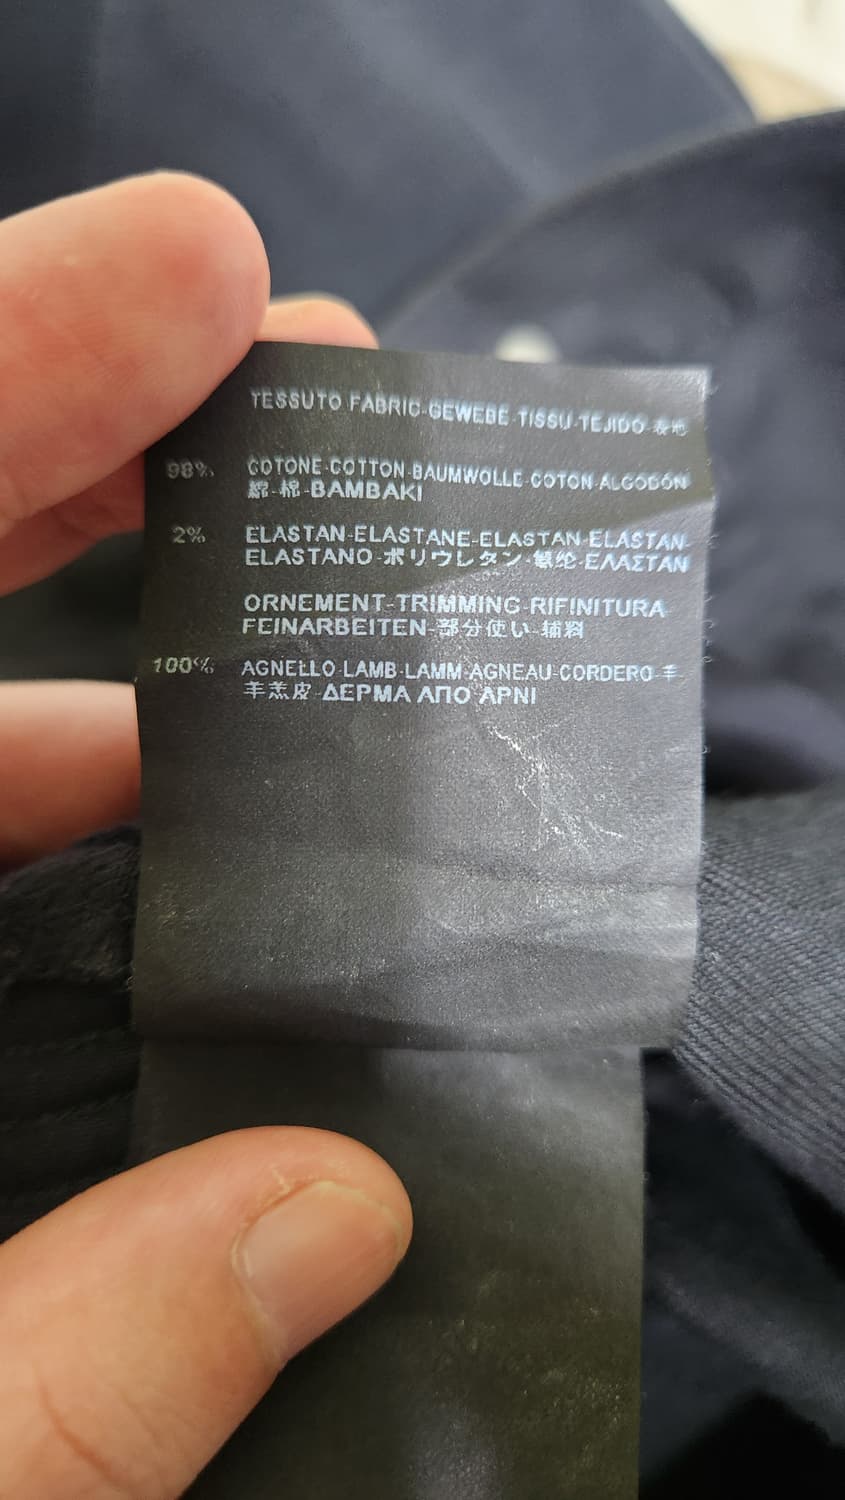 TESSUTO FABRIC-GEWEBE-TISSU-TEJIDO-表地
98% COTONE-COTTON-BAUMWOLLE-COTON-ALGODÓN
綿-棉-BAMBAKI
2% ELASTAN-ELASTANE-ELASTAN-ELASTAN-
ELASTANO-ポリウレタン-氨纶-ΕΛΑΣΤΑΝ
ORNEMENT-TRIMMING-RIFINITURA
FEINARBEITEN-部分使い-辅料
100% AGNELLO-LAMB-LAMM-AGNEAU-CORDERO-羊-
羊羔皮-ΔΕΡΜΑ ΑΠΟ ΑΡΝΙ